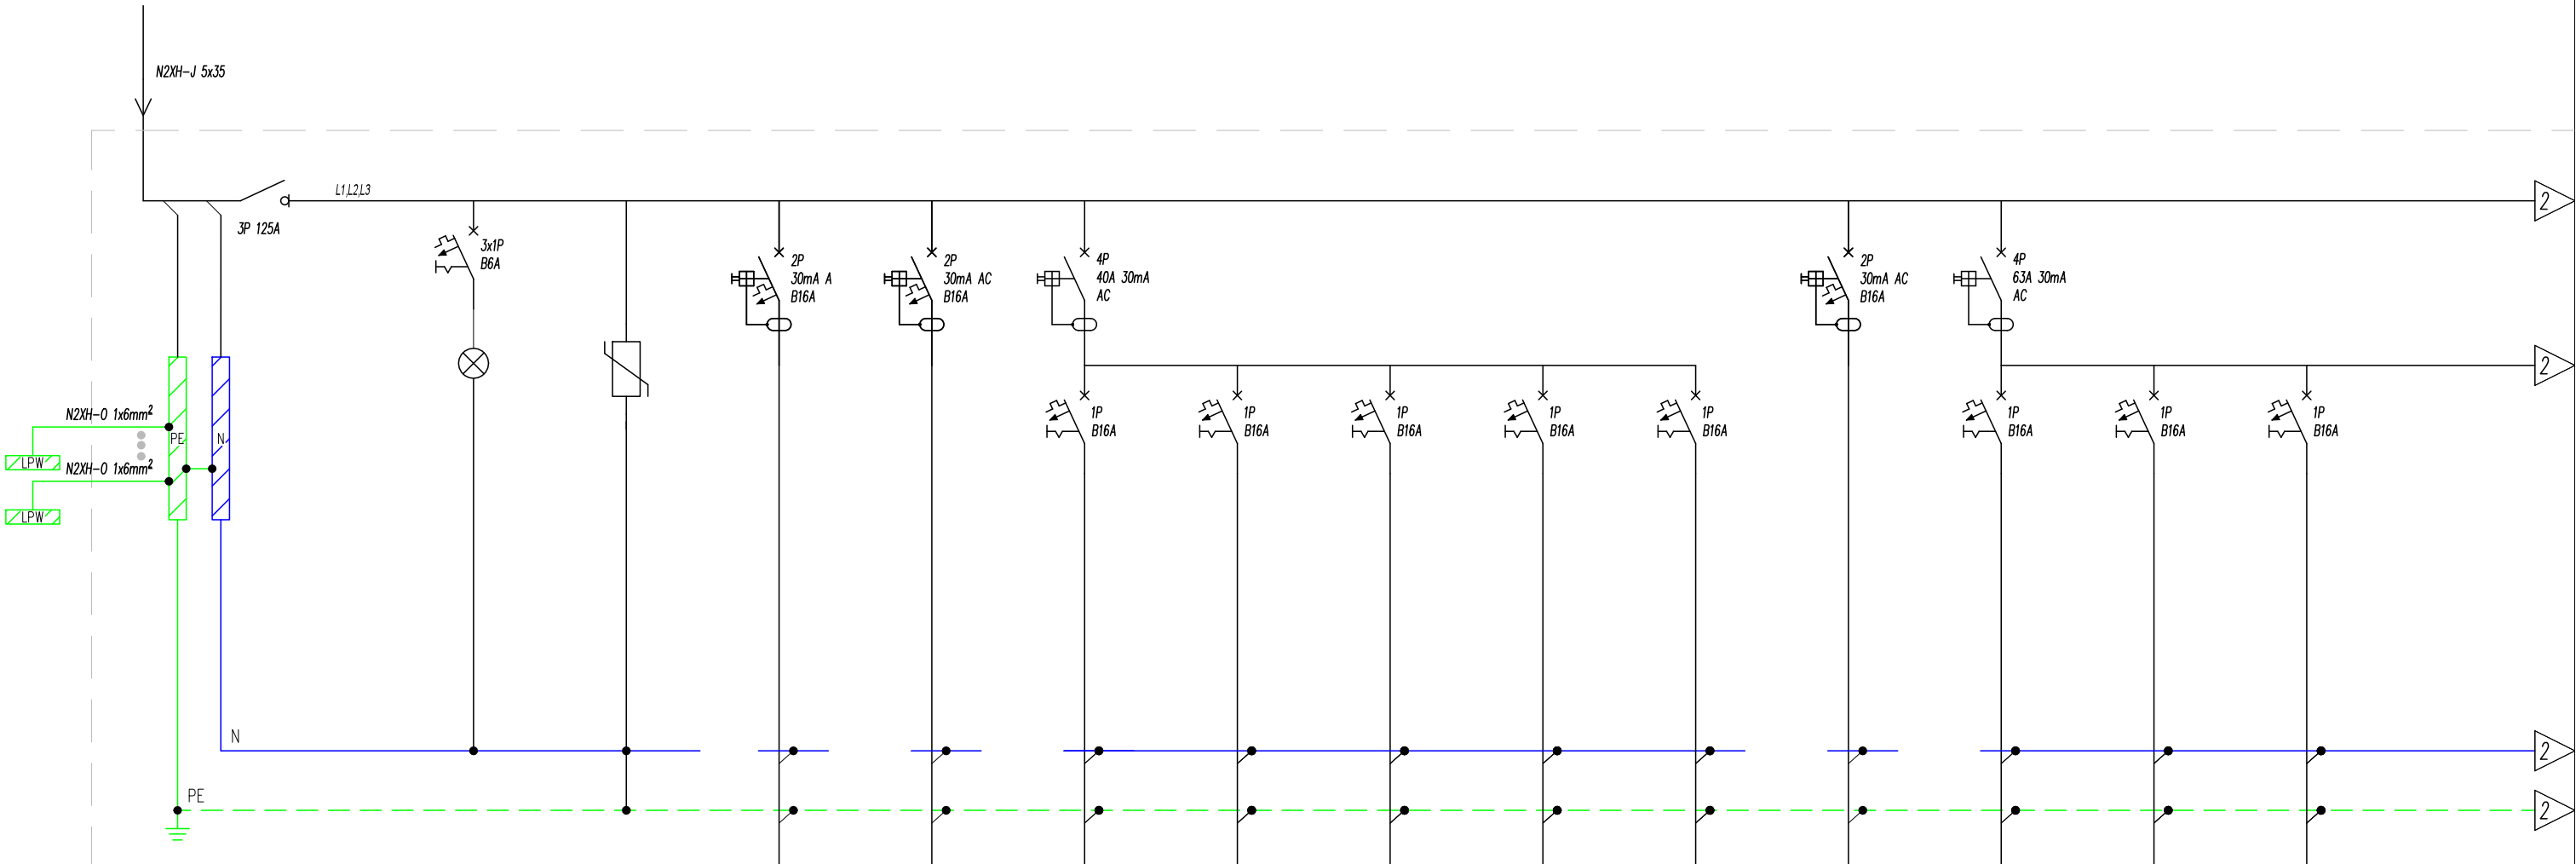 N2XH-J 5x35
L1,L2,L3
2
3P 125A
3x1P
B6A
2P
30mA A
B16A
2P
30mA AC
B16A
4P
40A 30mA
AC
2P
30mA AC
B16A
4P
63A 30mA
AC
2
1P
B16A
1P
B16A
1P
B16A
1P
B16A
1P
B16A
1P
B16A
1P
B16A
1P
B16A
N2XH-O 1x6mm²
PE
N
LPW
N2XH-O 1x6mm²
LPW
N
2
PE
2